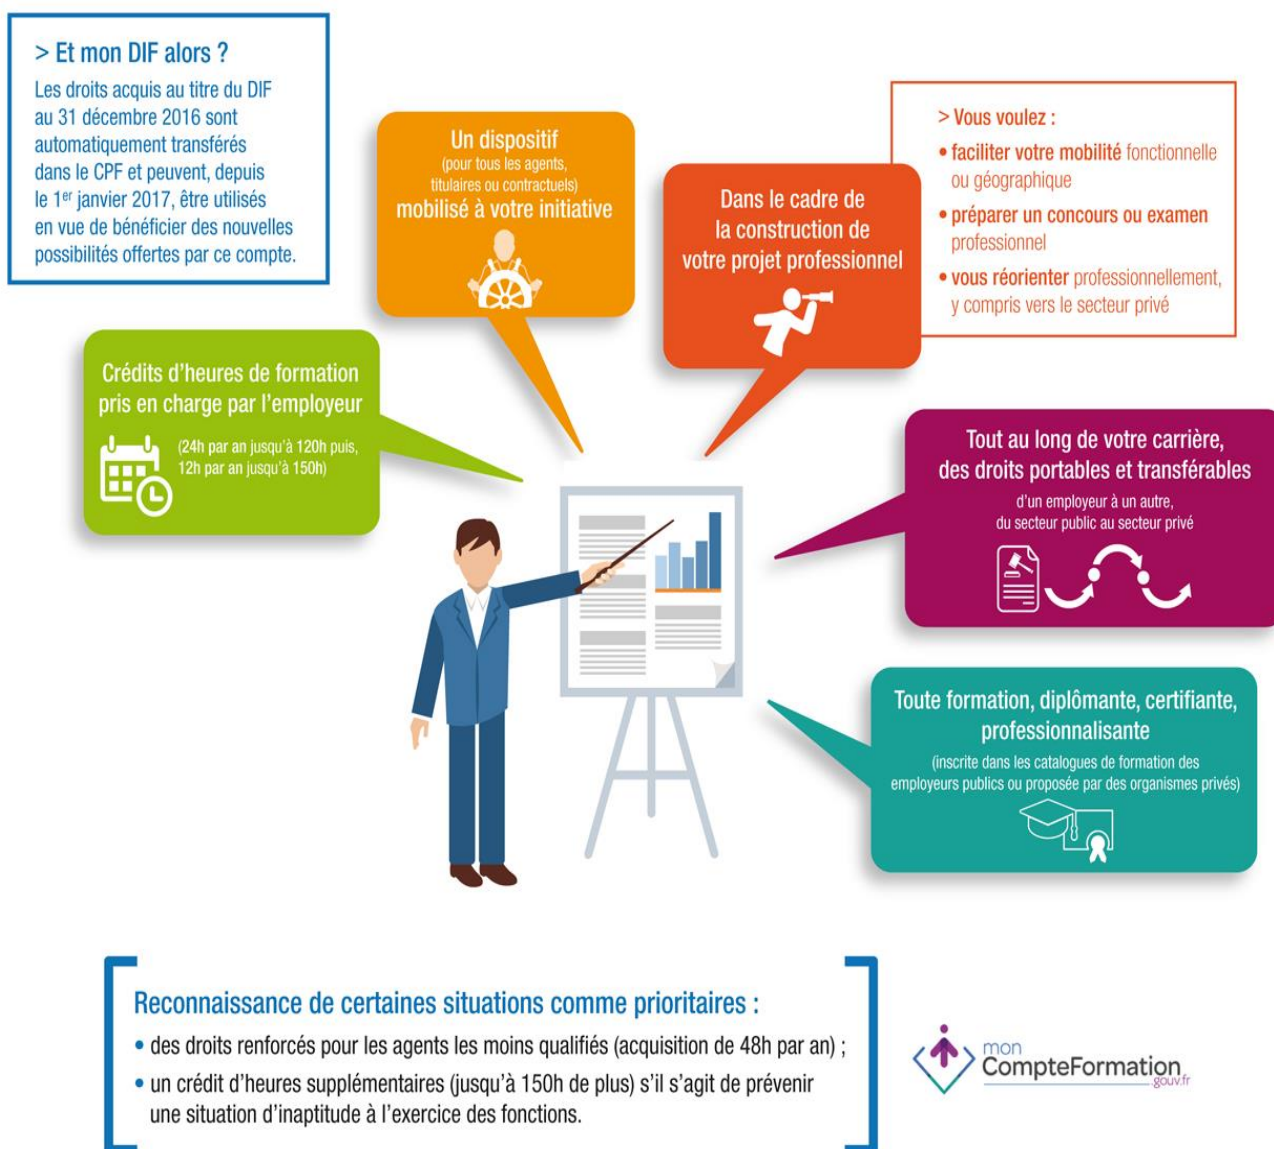 > Et mon DIF alors ?
Les droits acquis au titre du DIF
au 31 décembre 2016 sont
automatiquement transférés
dans le CPF et peuvent, depuis
le 1er janvier 2017, être utilisés
en vue de bénéficier des nouvelles
possibilités offertes par ce compte.
Un dispositif
(pour tous les agents,
titulaires ou contractuels)
mobilisé à votre initiative
Dans le cadre de
la construction de
votre projet professionnel
> Vous voulez :
• faciliter votre mobilité fonctionnelle
ou géographique
• préparer un concours ou examen
professionnel
• vous réorienter professionnellement,
y compris vers le secteur privé
Crédits d'heures de formation
pris en charge par l'employeur
(24h par an jusqu'à 120h puis,
12h par an jusqu'à 150h)
Tout au long de votre carrière,
des droits portables et transférables
d'un employeur à un autre,
du secteur public au secteur privé
Toute formation, diplômante, certifiante,
professionnalisante
(inscrite dans les catalogues de formation des
employeurs publics ou proposée par des organismes privés)
Reconnaissance de certaines situations comme prioritaires :
• des droits renforcés pour les agents les moins qualifiés (acquisition de 48h par an) ;
• un crédit d'heures supplémentaires (jusqu'à 150h de plus) s'il s'agit de prévenir
une situation d'inaptitude à l'exercice des fonctions.
mon
CompteFormation
.gouv.fr